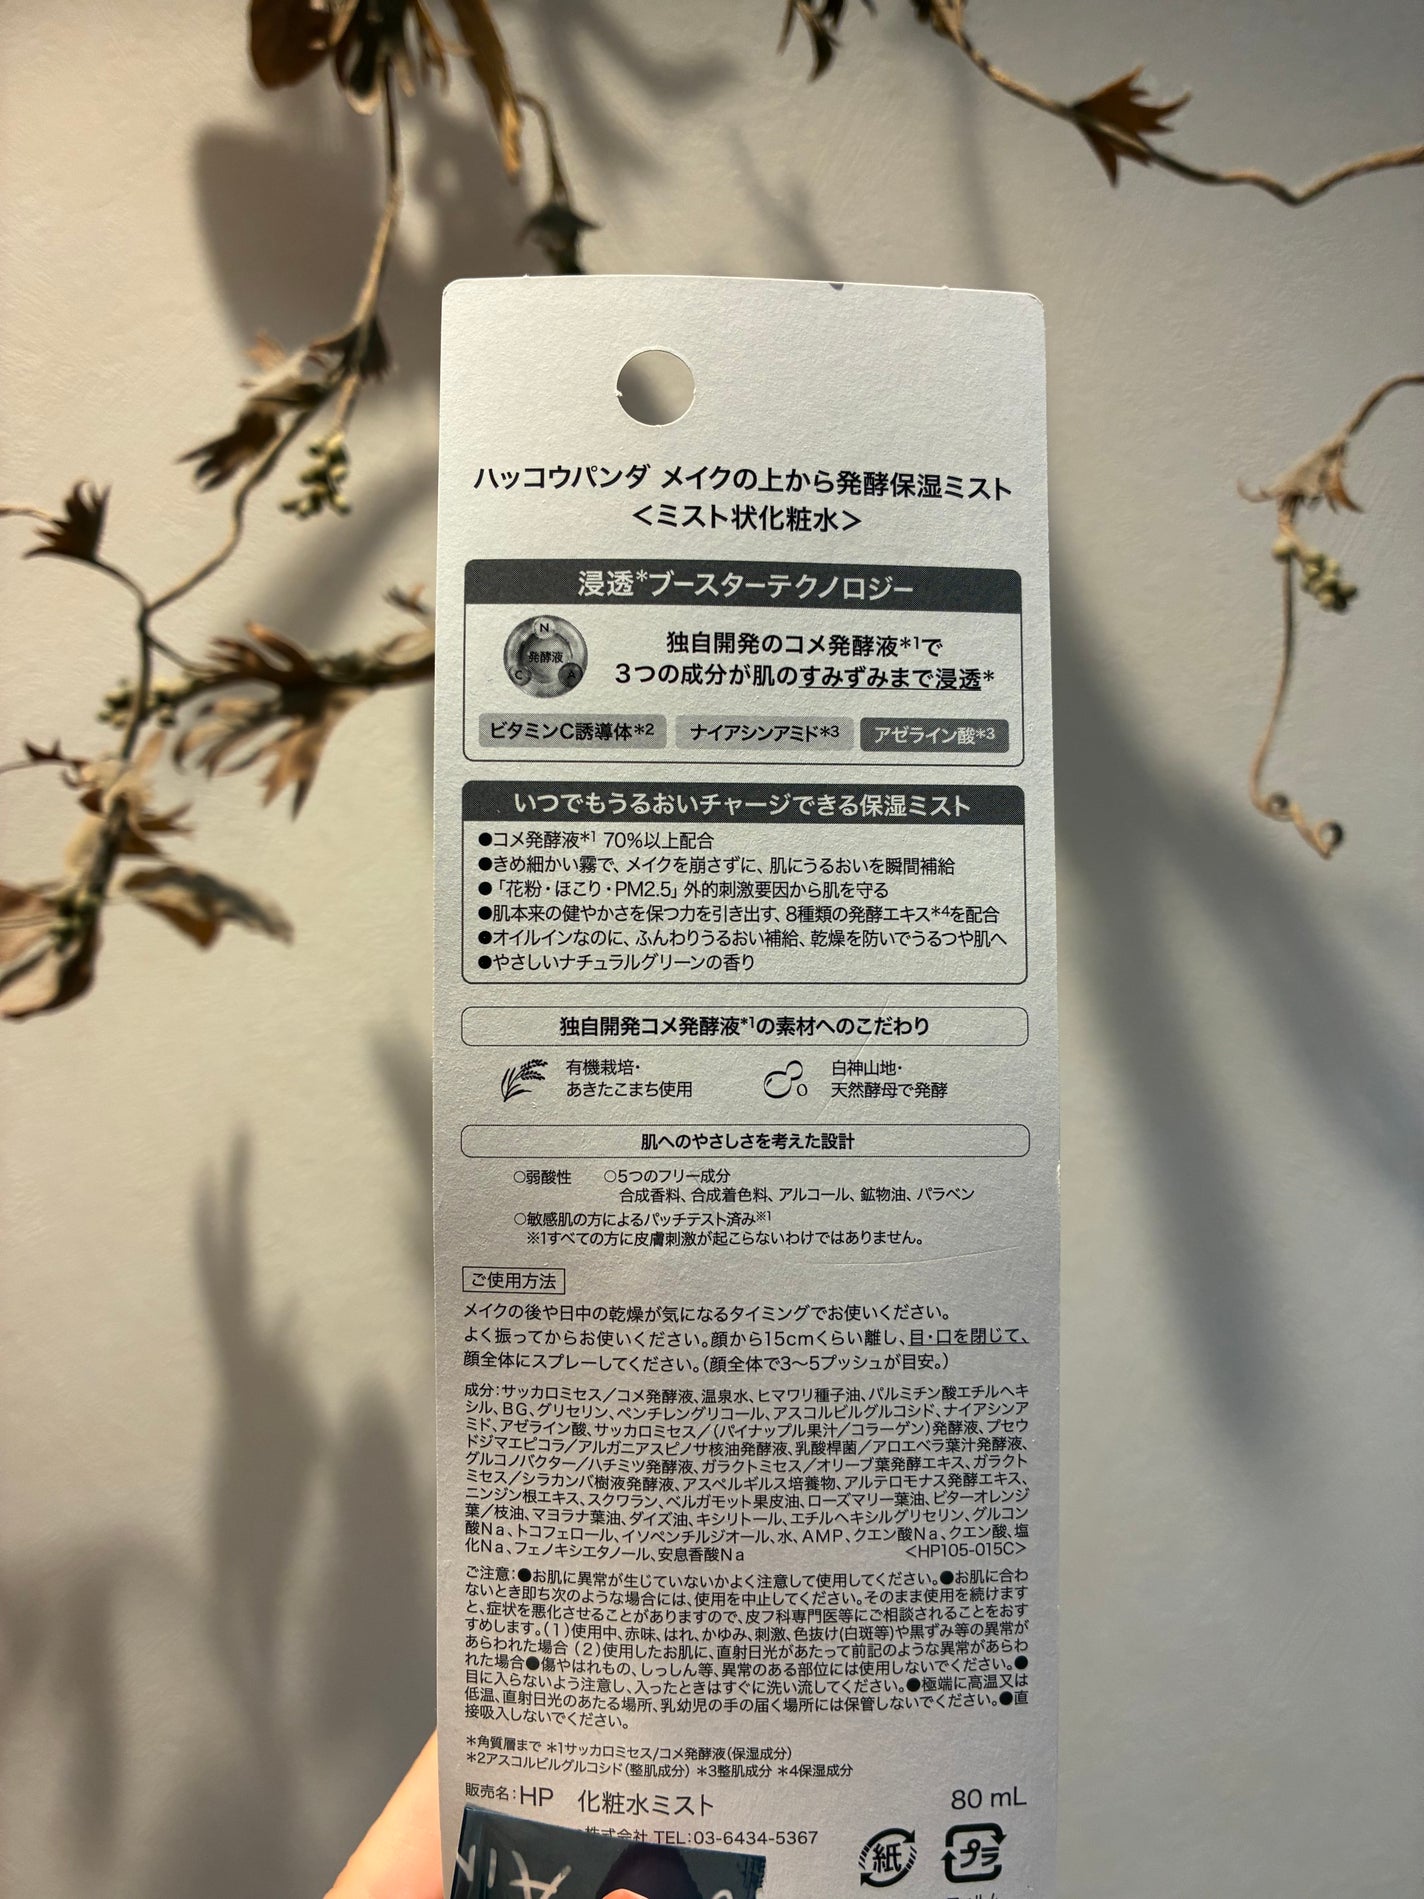 ハッコウパンダ メイクの上から発酵保湿ミスト
＜ミスト状化粧水＞
浸透*ブースターテクノロジー
N
発酵液
C A
独自開発のコメ発酵液*1で
3つの成分が肌のすみずみまで浸透*
ビタミンC誘導体*2 ナイアシンアミド*3 アゼライン酸*3
いつでもうるおいチャージできる保湿ミスト
●コメ発酵液*1 70%以上配合
●きめ細かい霧で、メイクを崩さずに、肌にうるおいを瞬間補給
●「花粉・ほこり・PM2.5」外的刺激要因から肌を守る
●肌本来の健やかさを保つ力を引き出す、8種類の発酵エキス*4を配合
●オイルインなのに、ふんわりうるおい補給、乾燥を防いでうるつや肌へ
●やさしいナチュラルグリーンの香り
独自開発コメ発酵液*1の素材へのこだわり
有機栽培・
あきたこまち使用
白神山地・
天然酵母で発酵
肌へのやさしさを考えた設計
○弱酸性 ○5つのフリー成分
合成香料、合成着色料、アルコール、鉱物油、パラベン
○敏感肌の方によるパッチテスト済み※1
※1すべての方に皮膚刺激が起こらないわけではありません。
ご使用方法
メイクの後や日中の乾燥が気になるタイミングでお使いください。
よく振ってからお使いください。顔から15cmくらい離し、目・口を閉じて、
顔全体にスプレーしてください。（顔全体で3〜5プッシュが目安。）
成分：サッカロミセス／コメ発酵液、温泉水、ヒマワリ種子油、パルミチン酸エチルヘキ
シル、BG、グリセリン、ペンチレングリコール、アスコルビルグルコシド、ナイアシンア
ミド、アゼライン酸、サッカロミセス／（パイナップル果汁／コラーゲン）発酵液、プセウ
ドジマエピコラ／アルガニアスピノサ核油発酵液、乳酸桿菌／アロエベラ葉汁発酵液、
グルコノバクター／ハチミツ発酵液、ガラクトミセス／オリーブ葉発酵エキス、ガラクト
ミセス／シラカンバ樹液発酵液、アスペルギルス培養物、アルテロモナス発酵エキス、
ニンジン根エキス、スクワラン、ベルガモット果皮油、ローズマリー葉油、ビターオレンジ
葉／枝油、マヨラナ葉油、ダイズ油、キシリトール、エチルヘキシルグリセリン、グルコン
酸Na、トコフェロール、イソペンチルジオール、水、AMP、クエン酸Na、クエン酸、塩
化Na、フェノキシエタノール、安息香酸Na ＜HP105-015C＞
ご注意：●お肌に異常が生じていないかよく注意して使用してください。●お肌に合わ
ないとき即ち次のような場合には、使用を中止してください。そのまま使用を続けます
と、症状を悪化させることがありますので、皮フ科専門医等にご相談されることをおす
すめします。（1）使用中、赤味、はれ、かゆみ、刺激、色抜け（白斑等）や黒ずみ等の異常が
あらわれた場合（2）使用したお肌に、直射日光があたって前記のような異常があらわ
れた場合●傷やはれもの、しっしん等、異常のある部位には使用しないでください。●
目に入らないよう注意し、入ったときはすぐに洗い流してください。●極端に高温又は
低温、直射日光のあたる場所、乳幼児の手の届く場所には保管しないでください。●直
接吸入しないでください。
*角質層まで *1サッカロミセス/コメ発酵液（保湿成分）
*2アスコルビルグルコシド（整肌成分） *3整肌成分 *4保湿成分
販売名：HP 化粧水ミスト 80 mL
株式会社 TEL：03-6434-5367
紙 プラ